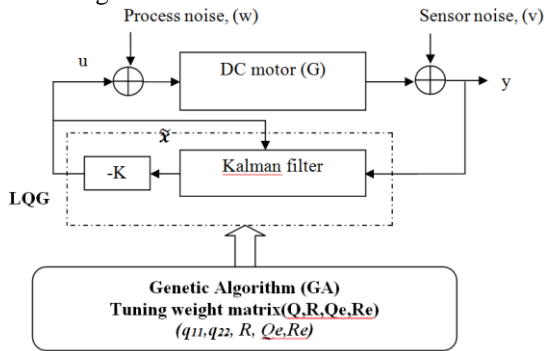 Process noise, (w)
Sensor noise, (v)
u
DC motor (G)
y
x̃
-K
Kalman filter
LQG
Genetic Algorithm (GA)
Tuning weight matrix(Q,R,Qe,Re)
(q11,q22, R, Qe,Re)